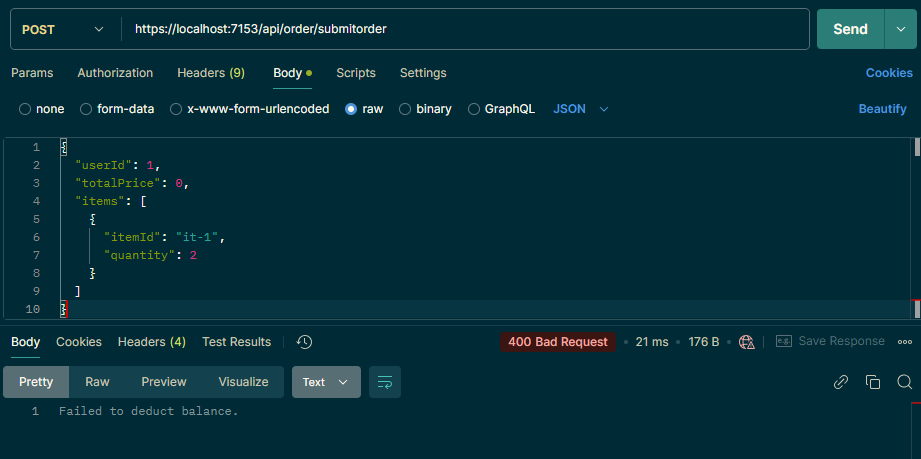 POST https://localhost:7153/api/order/submitorder Send
Params Authorization Headers (9) Body Scripts Settings Cookies
none form-data x-www-form-urlencoded raw binary GraphQL JSON Beautify
1 {
2 "userId": 1,
3 "totalPrice": 0,
4 "items": [
5 {
6 "itemId": "it-1",
7 "quantity": 2
8 }
9 ]
10 }
Body Cookies Headers (4) Test Results 400 Bad Request • 21 ms • 176 B • e.g. Save Response
Pretty Raw Preview Visualize Text
1 Failed to deduct balance.